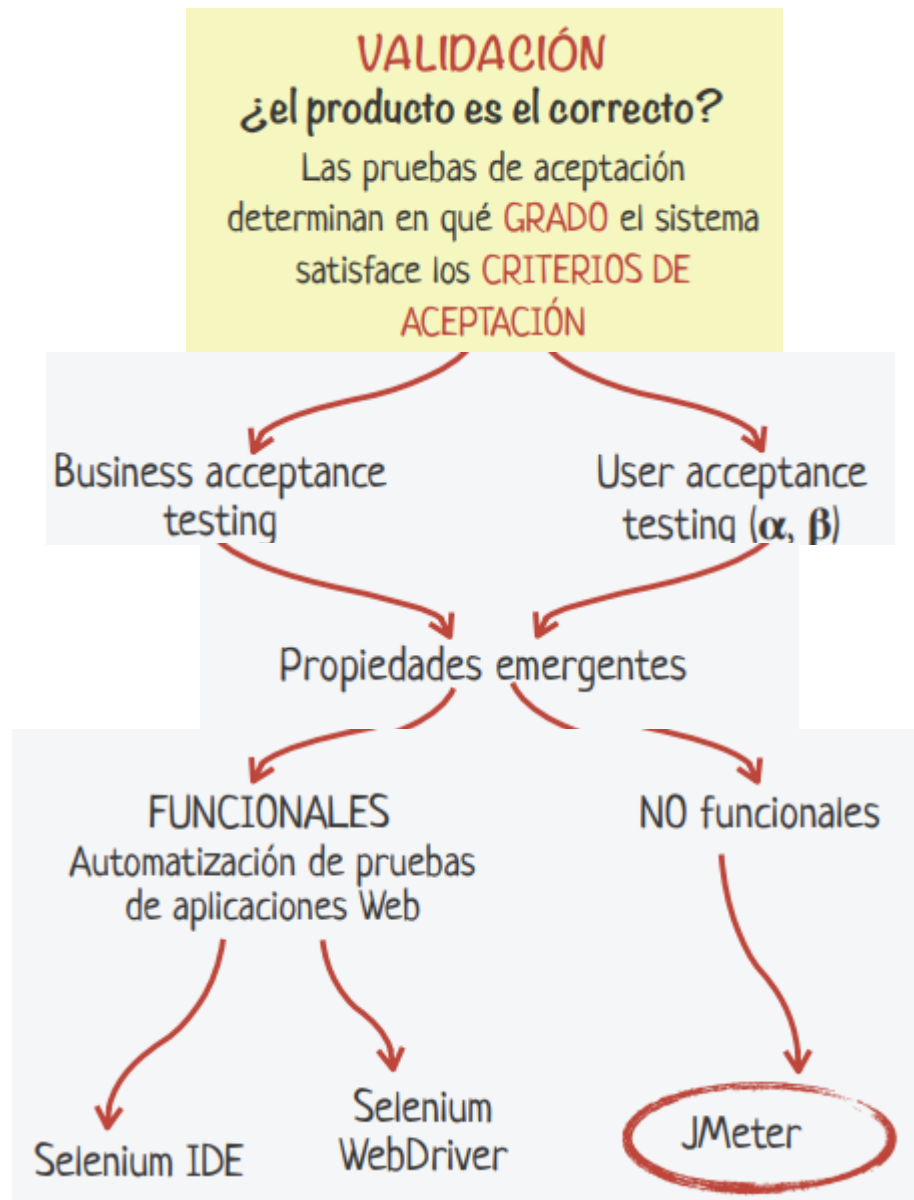 VALIDACIÓN
¿el producto es el correcto?
Las pruebas de aceptación
determinan en qué GRADO el sistema
satisface los CRITERIOS DE
ACEPTACIÓN
Business acceptance
testing
User acceptance
testing (α, β)
Propiedades emergentes
FUNCIONALES
Automatización de pruebas
de aplicaciones Web
NO funcionales
Selenium IDE
Selenium
WebDriver
JMeter